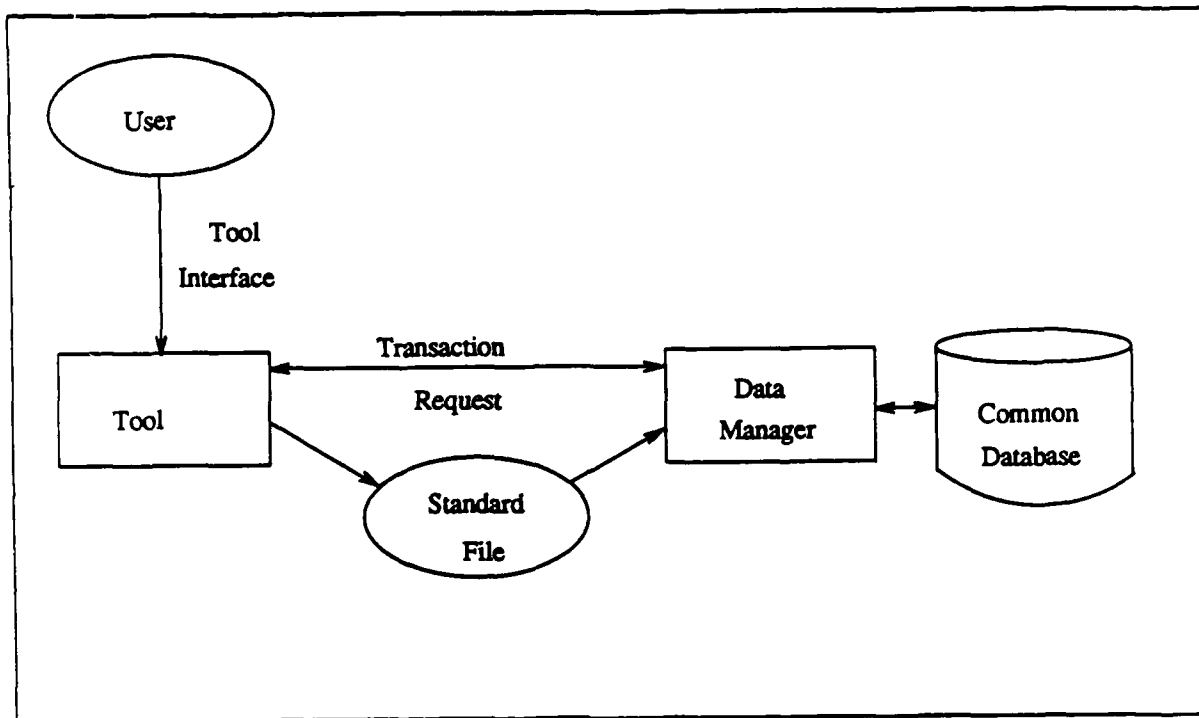 User
Tool
Interface
Transaction
Request
Tool
Data
Manager
Common
Database
Standard
File